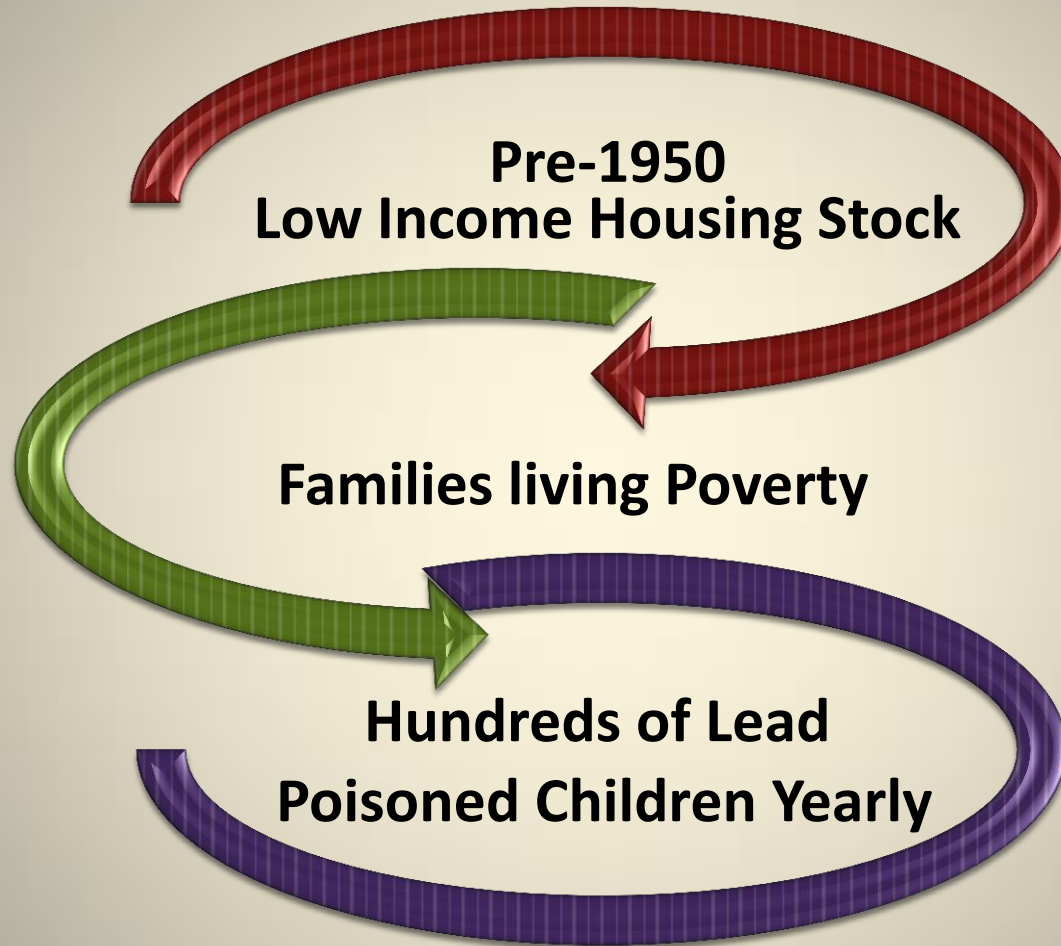 Pre-1950
Low Income Housing Stock
Families living Poverty
Hundreds of Lead
Poisoned Children Yearly